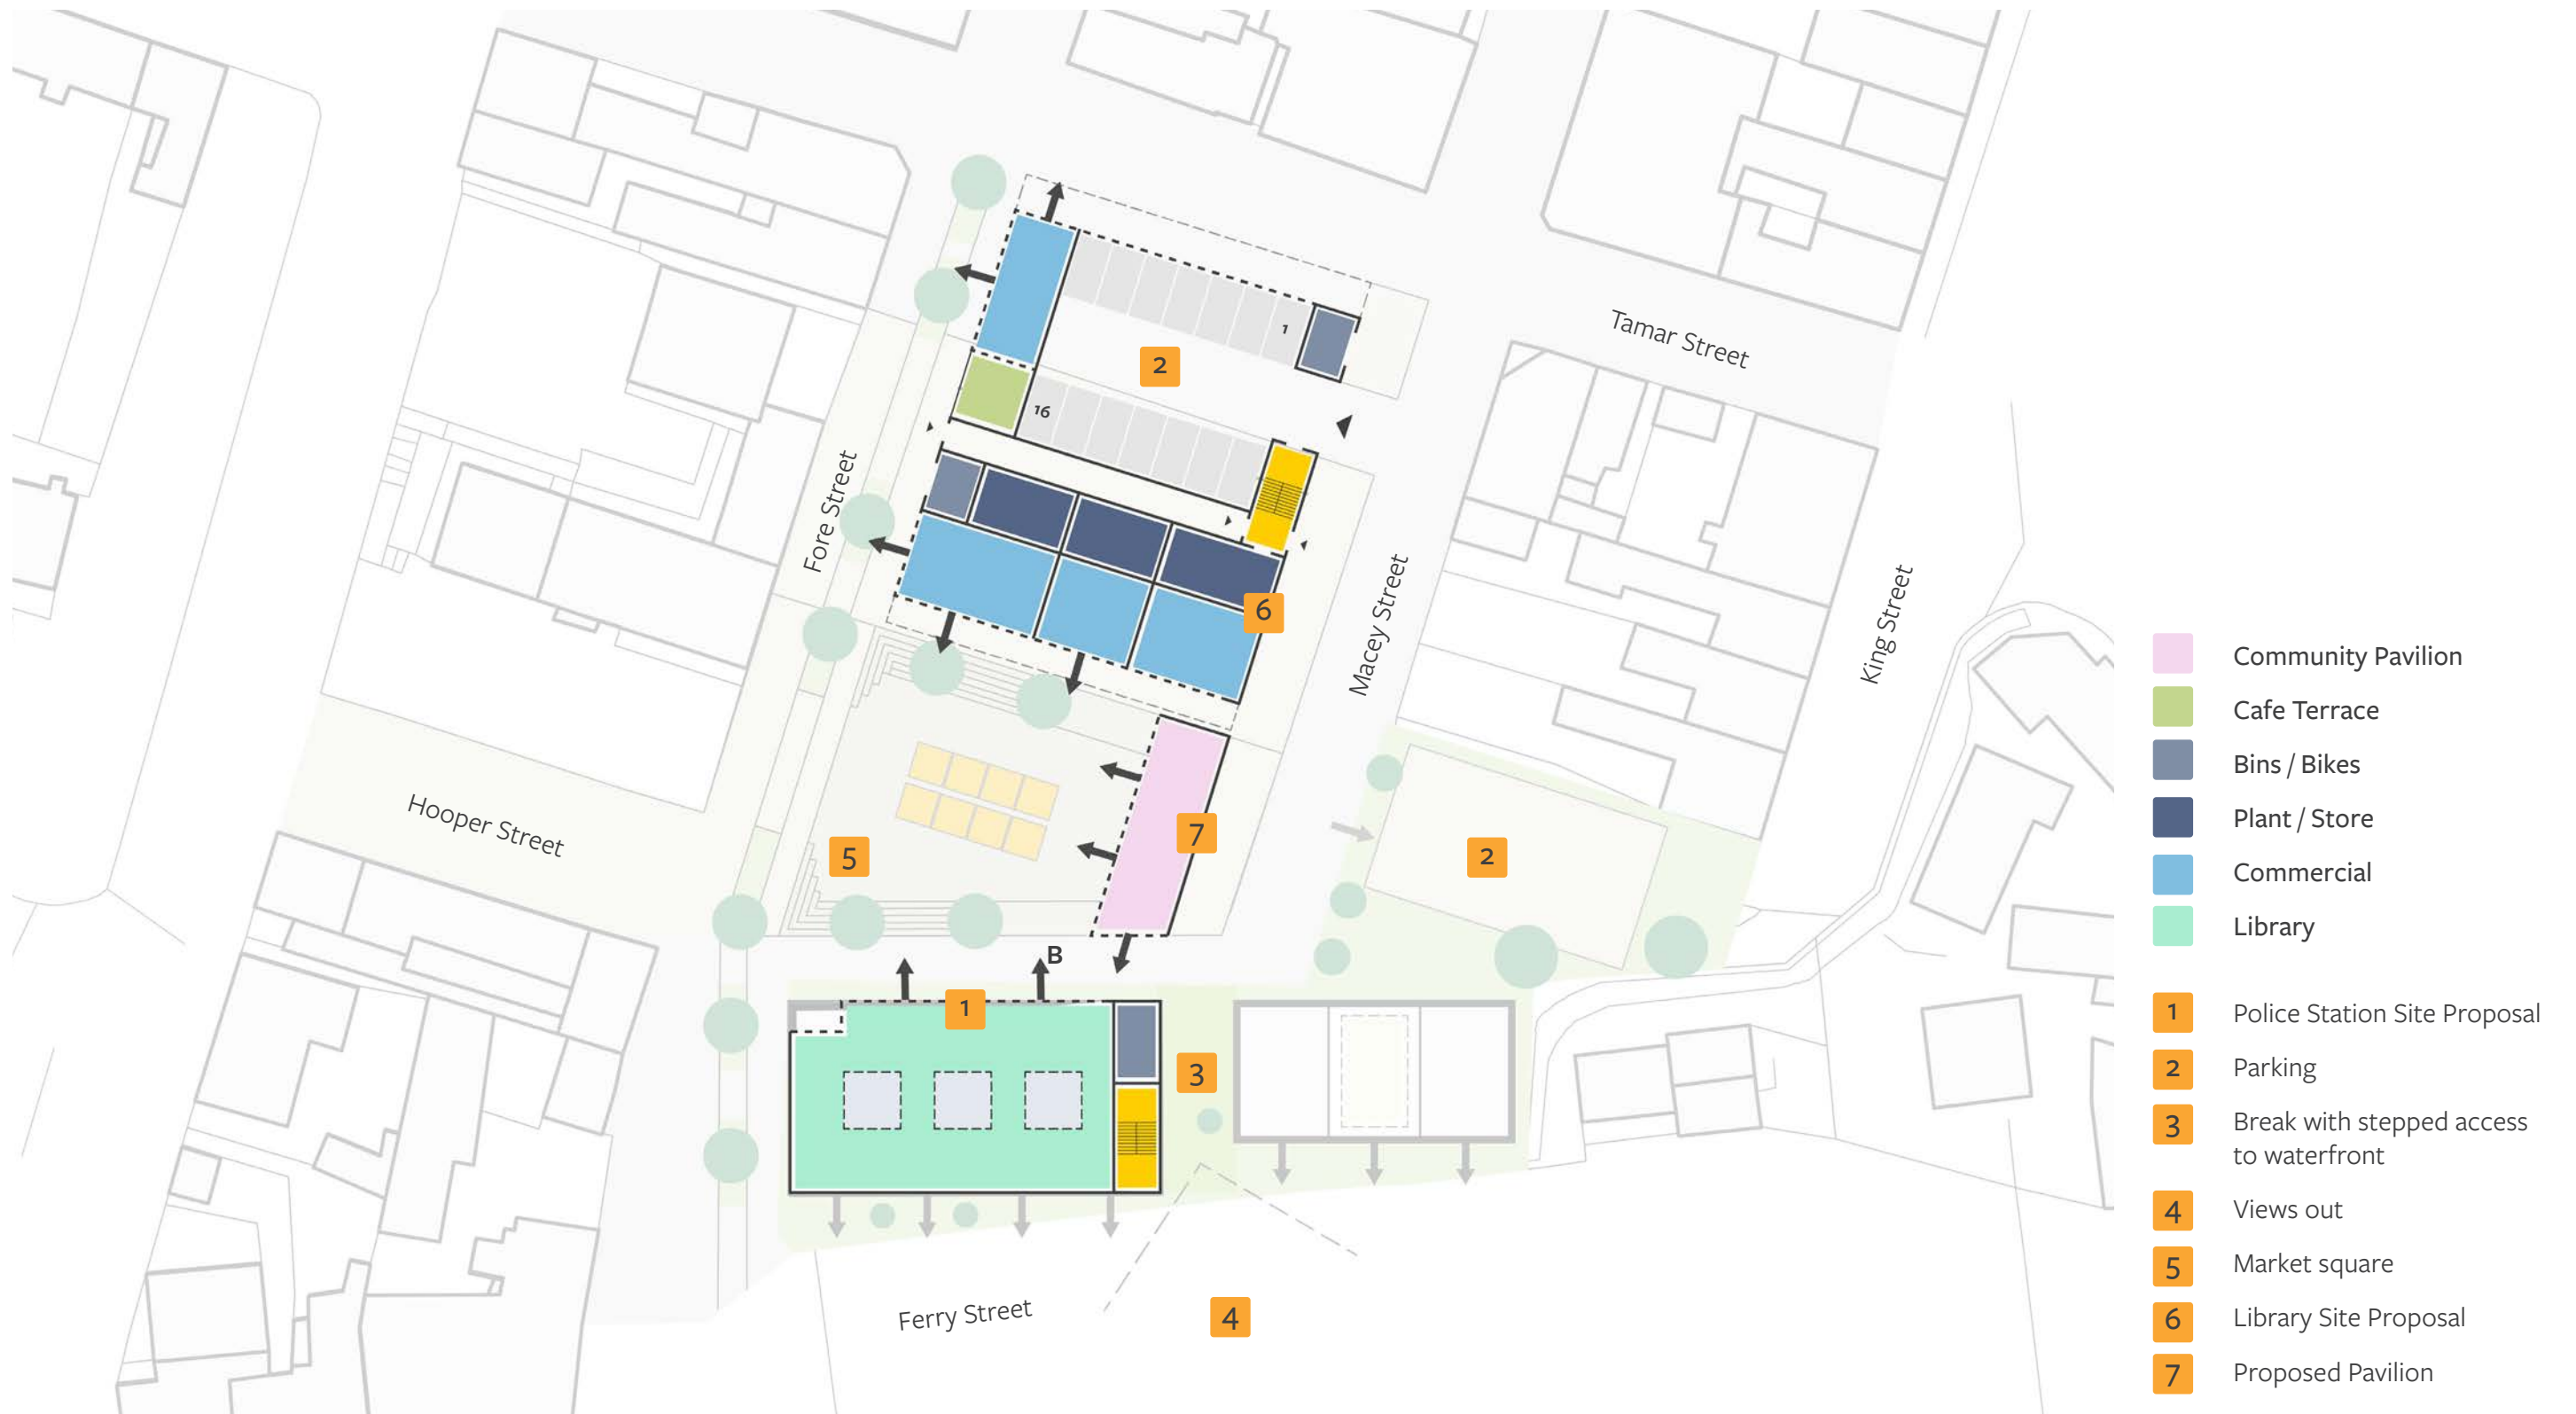 1
Tamar Street
2
16
Fore Street
6
Macey Street
King Street
Hooper Street
5
7
2
B
1
3
Ferry Street
4
Community Pavilion
Cafe Terrace
Bins / Bikes
Plant / Store
Commercial
Library
1 Police Station Site Proposal
2 Parking
3 Break with stepped access
to waterfront
4 Views out
5 Market square
6 Library Site Proposal
7 Proposed Pavilion